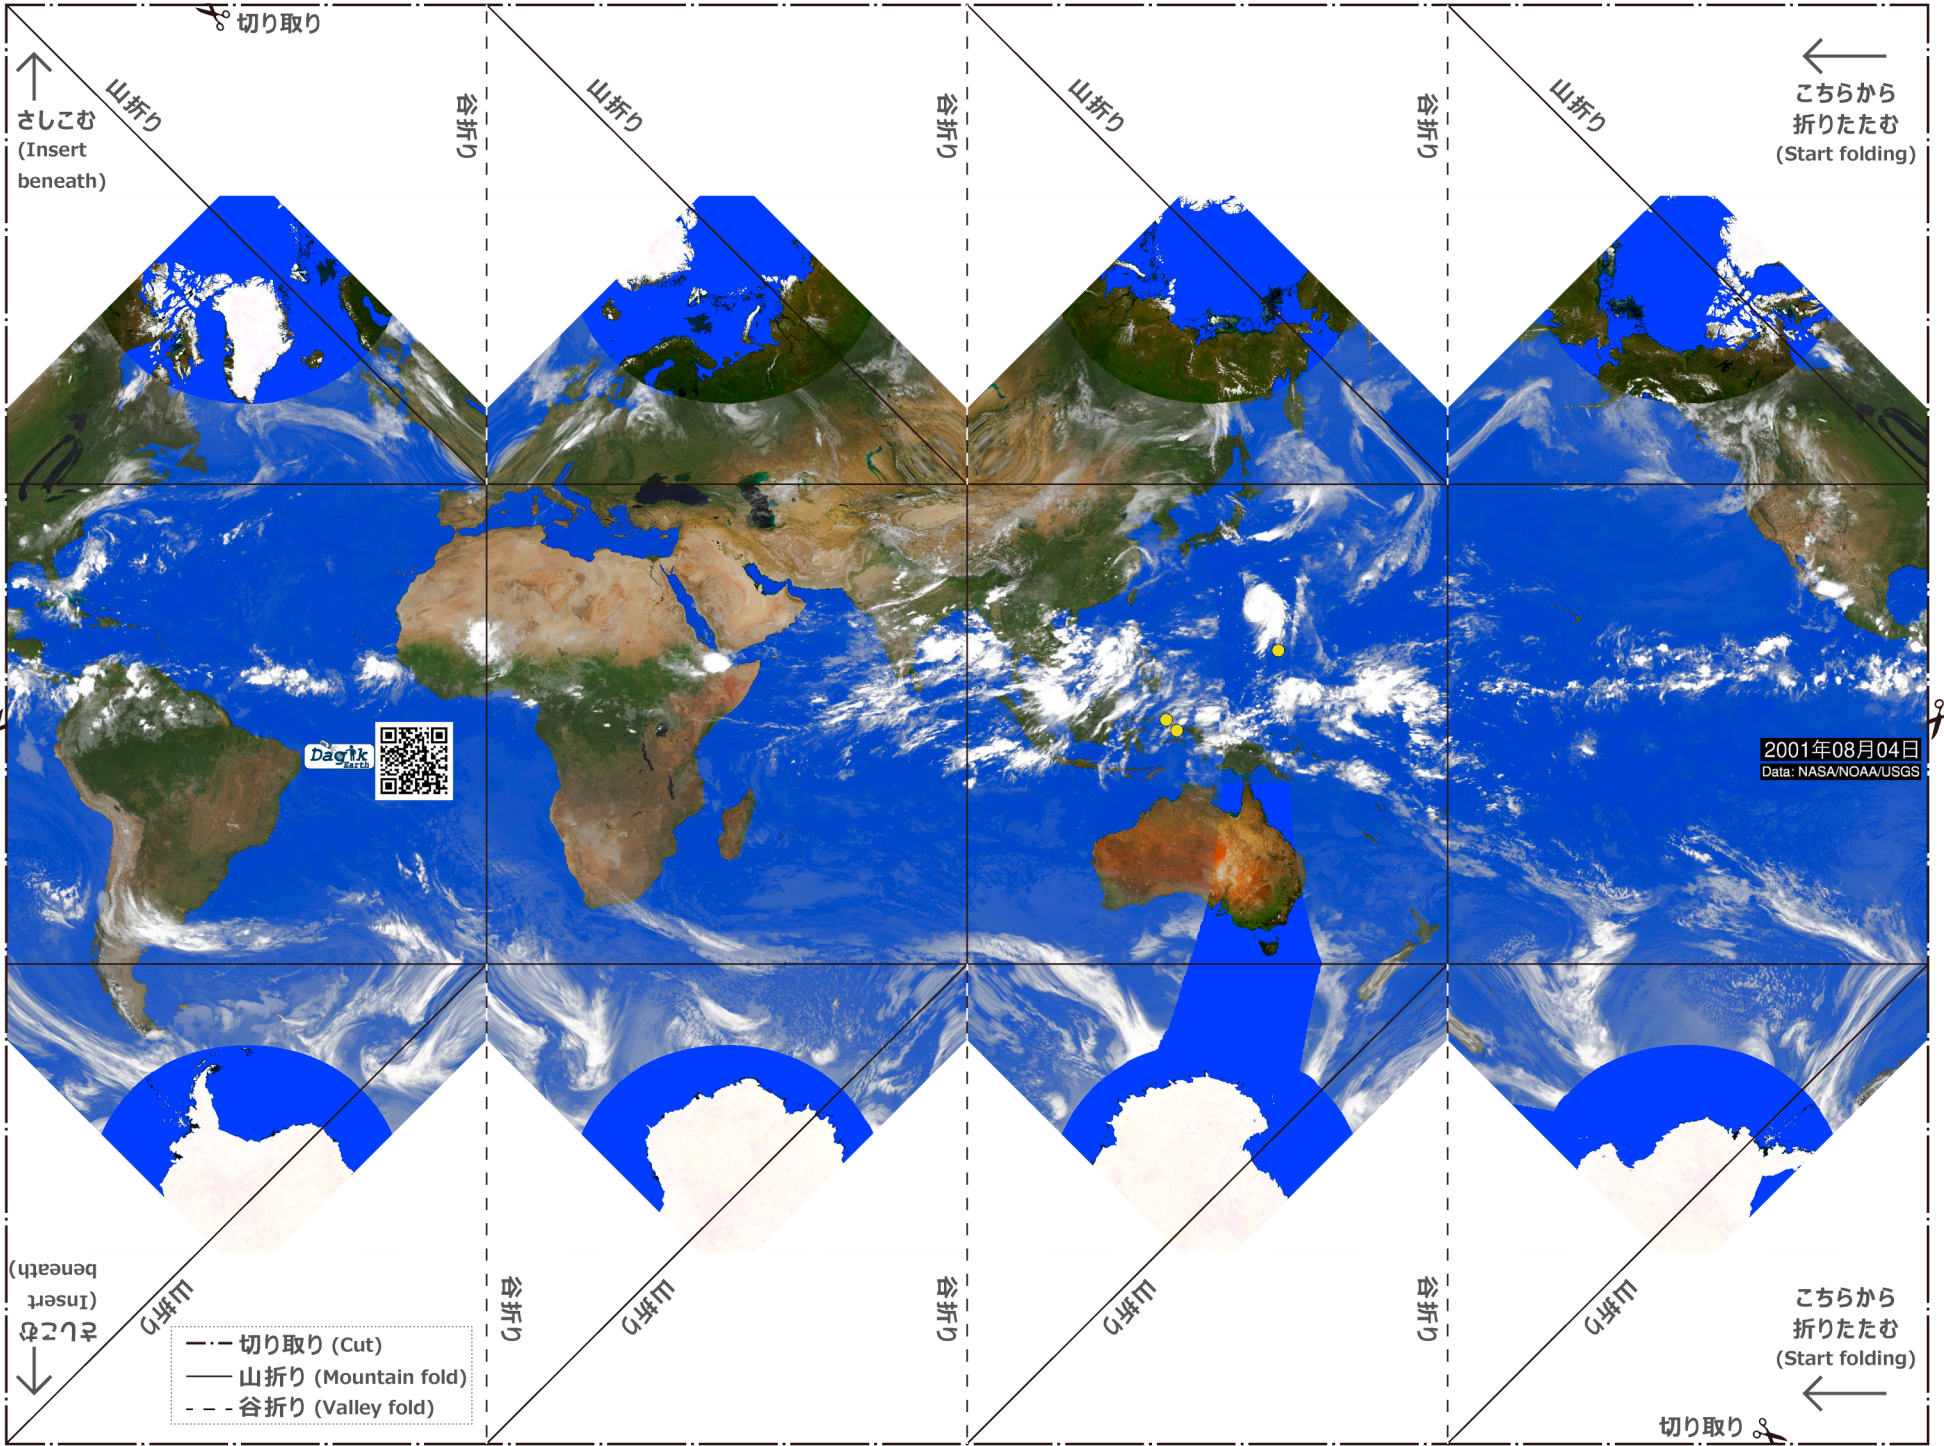 切り取り
山折り
谷折り
山折り
谷折り
山折り
谷折り
山折り
さしこむ
(Insert
beneath)
こちらから
折りたたむ
(Start folding)
Dagik
Earth
2001年08月04日
Data: NASA/NOAA/USGS
さしこむ
(Insert
beneath)
山折り
谷折り
山折り
谷折り
山折り
谷折り
山折り
こちらから
折りたたむ
(Start folding)
切り取り (Cut)
山折り (Mountain fold)
谷折り (Valley fold)
切り取り